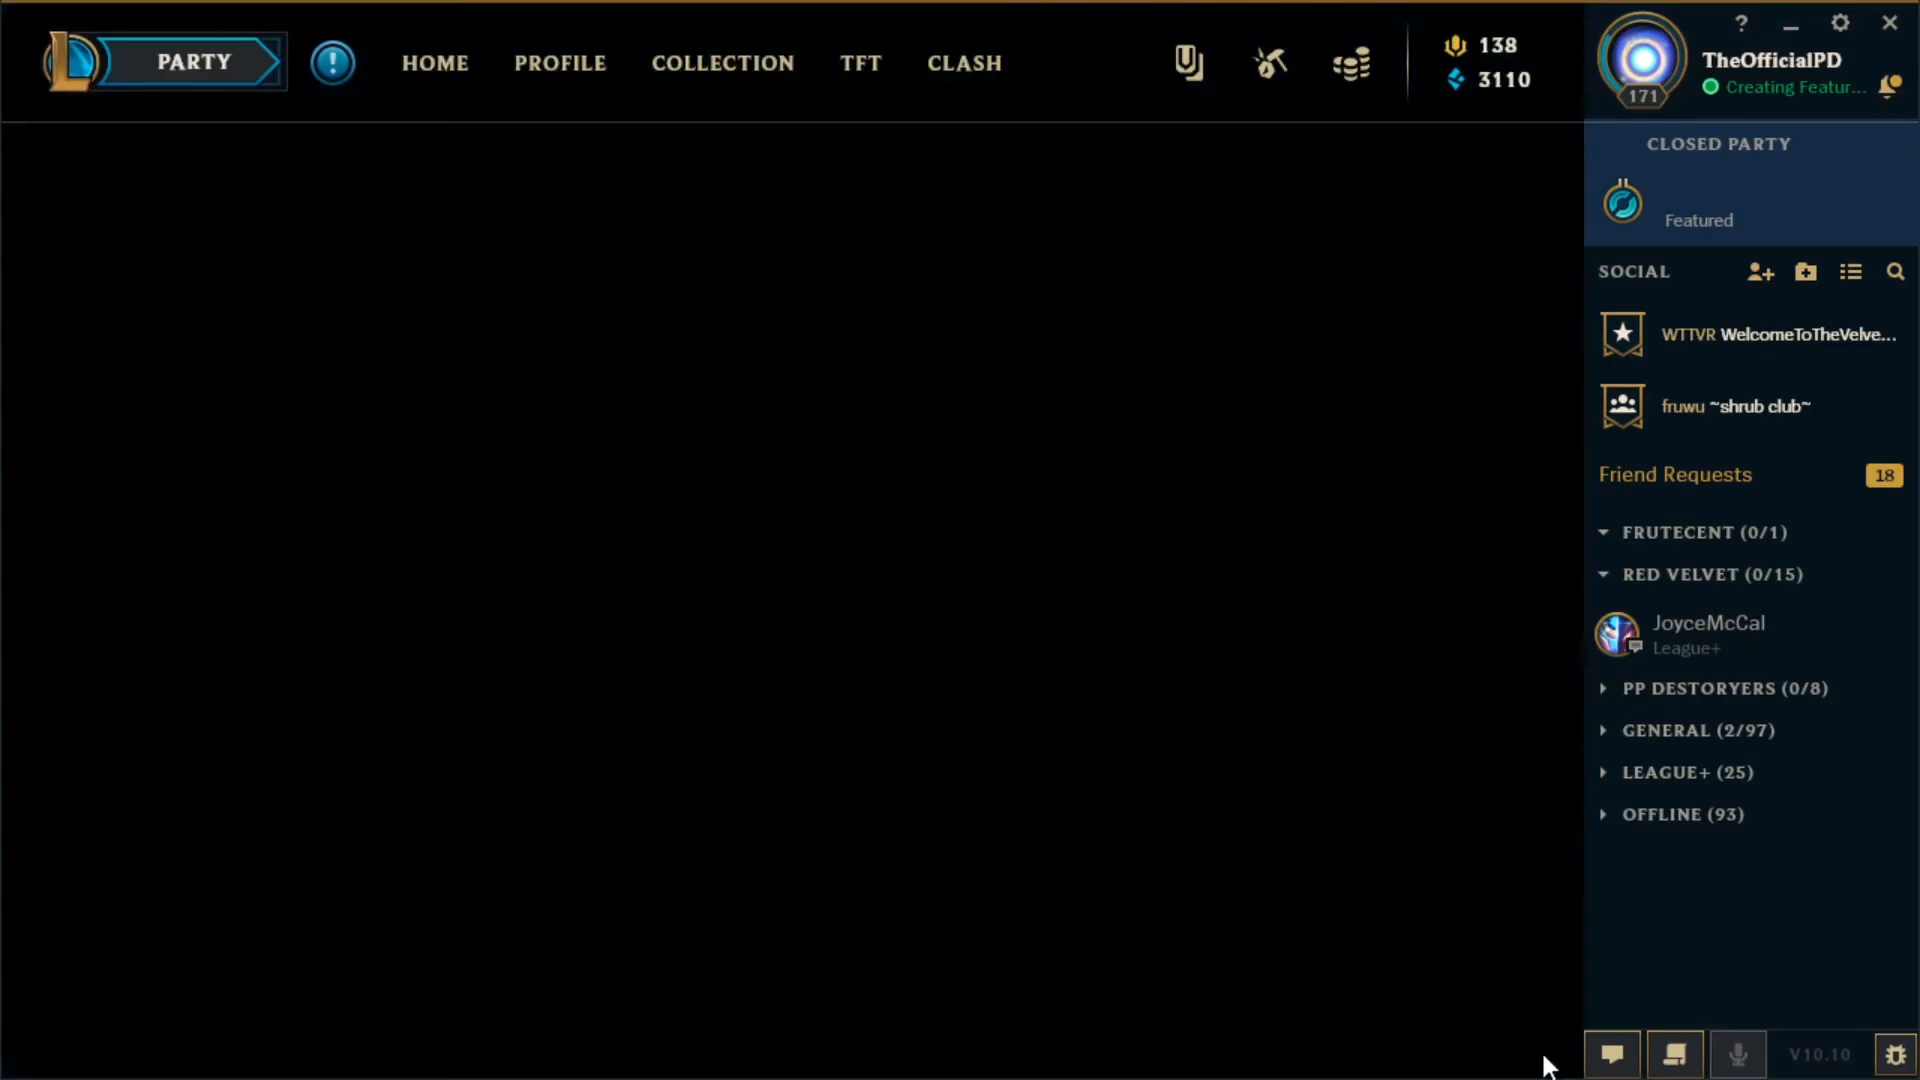 PARTY
HOME
PROFILE
COLLECTION
TFT
CLASH
138
3110
171
?
TheOfficialPD
Creating Featur...
CLOSED PARTY
Featured
SOCIAL
WTTVR WelcomeToTheVelve...
fruwu ~shrub club~
Friend Requests
18
FRUTECENT (0/1)
RED VELVET (0/15)
JoyceMcCal
League+
PP DESTORYERS (0/8)
GENERAL (2/97)
LEAGUE+ (25)
OFFLINE (93)
V10.10